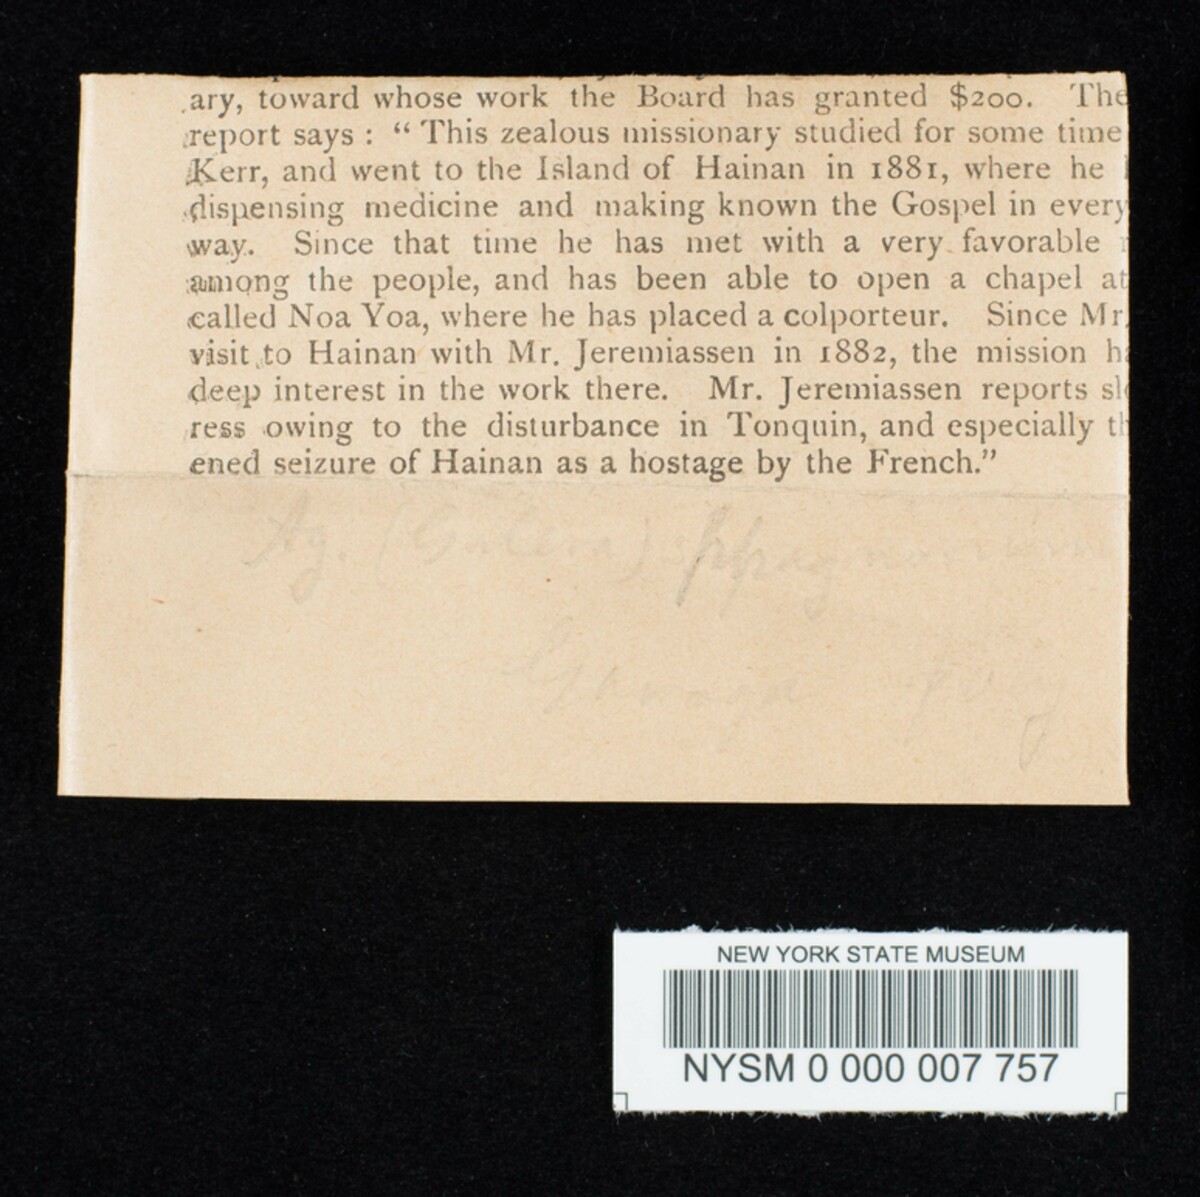 ary, toward whose work the Board has granted $200. The
report says : “ This zealous missionary studied for some time
Kerr, and went to the Island of Hainan in 1881, where he
dispensing medicine and making known the Gospel in every
way. Since that time he has met with a very favorable
among the people, and has been able to open a chapel at
called Noa Yoa, where he has placed a colporteur. Since Mr.
visit to Hainan with Mr. Jeremiassen in 1882, the mission ha
deep interest in the work there. Mr. Jeremiassen reports slo
ress owing to the disturbance in Tonquin, and especially th
ened seizure of Hainan as a hostage by the French.”
Ag. (Galera)
NEW YORK STATE MUSEUM
NYSM 0 000 007 757